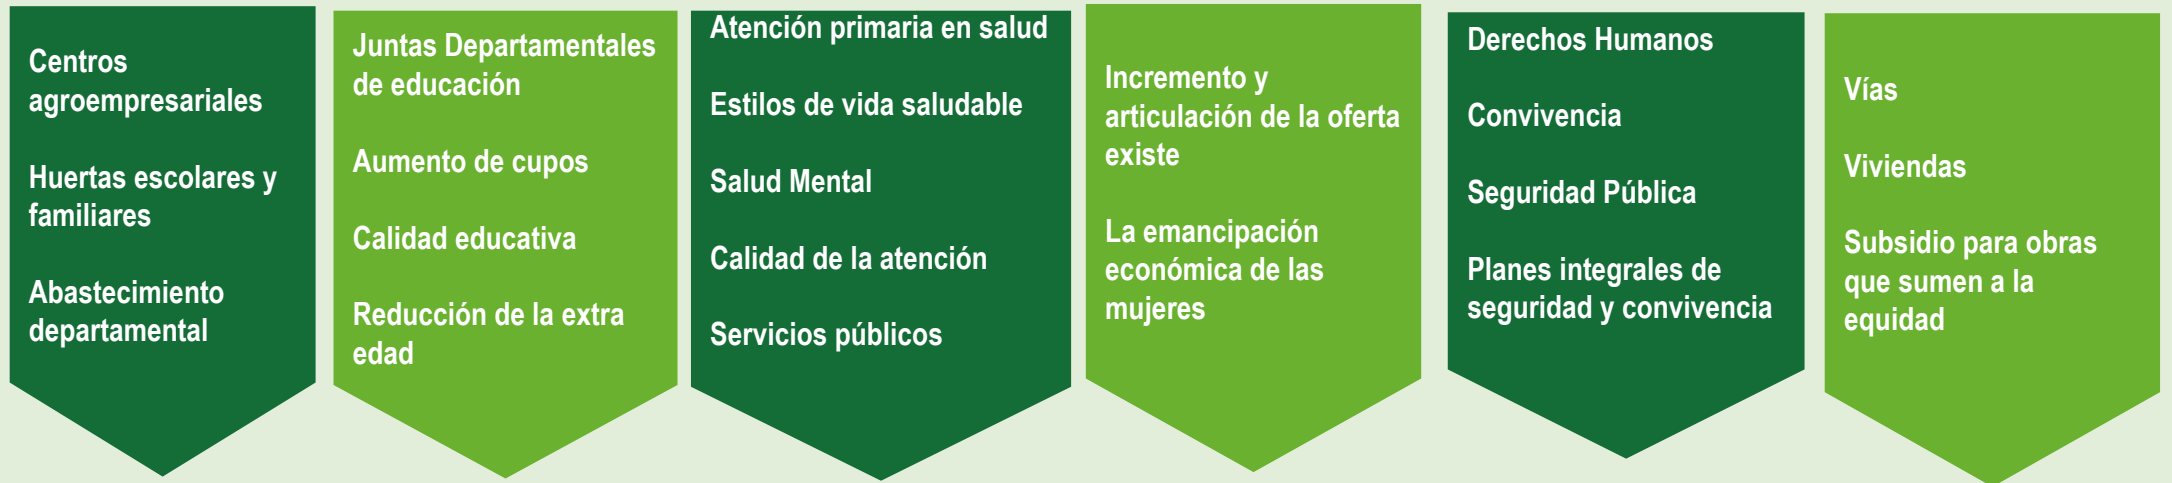 Centros
agroempresariales
Huertas escolares y
familiares
Abastecimiento
departamental
Juntas Departamentales
de educación
Aumento de cupos
Calidad educativa
Reducción de la extra
edad
Atención primaria en salud
Estilos de vida saludable
Salud Mental
Calidad de la atención
Servicios públicos
Incremento y
articulación de la oferta
existe
La emancipación
económica de las
mujeres
Derechos Humanos
Convivencia
Seguridad Pública
Planes integrales de
seguridad y convivencia
Vías
Viviendas
Subsidio para obras
que sumen a la
equidad